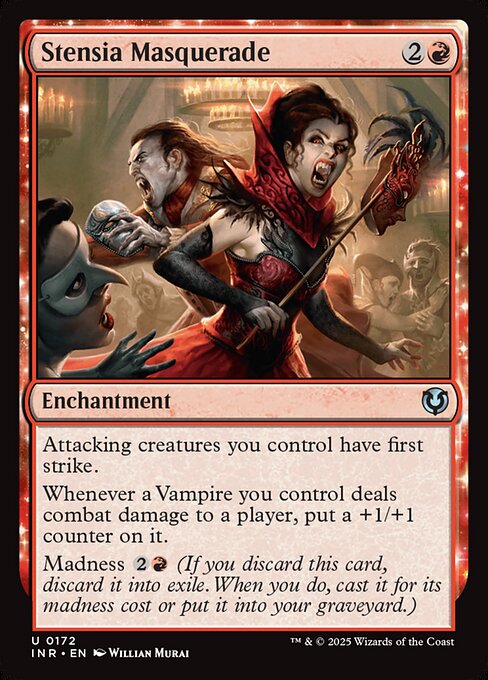 Stensia Masquerade 2
Enchantment
Attacking creatures you control have first
strike.
Whenever a Vampire you control deals
combat damage to a player, put a +1/+1
counter on it.
Madness 2 (If you discard this card,
discard it into exile. When you do, cast it for its
madness cost or put it into your graveyard.)
U 0172
INR • EN WILLIAN MURAI
™ & © 2025 Wizards of the Coast